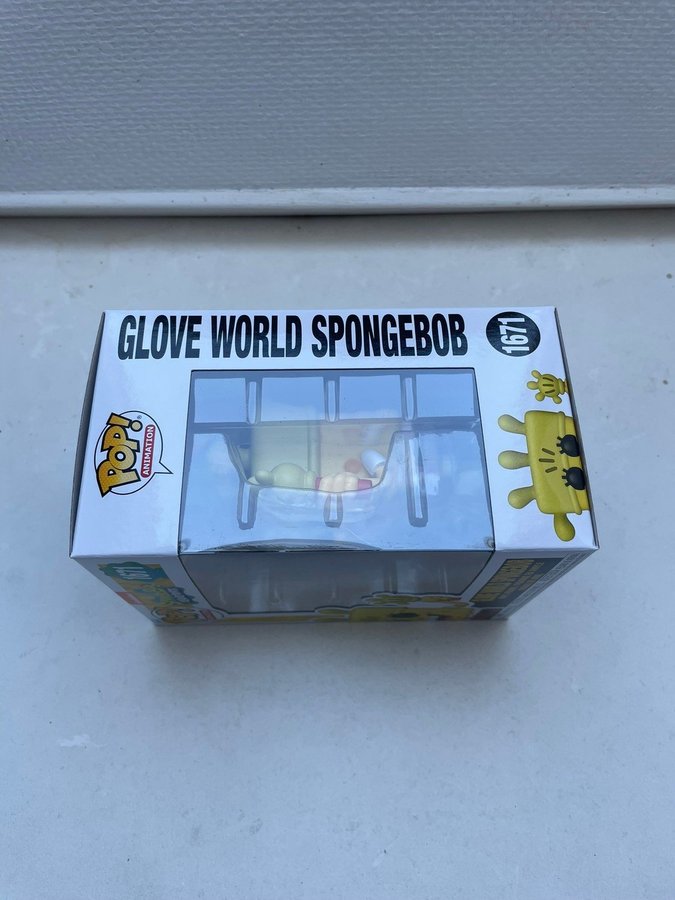 GLOVE WORLD SPONGEBOB
1671
POP!
ANIMATION